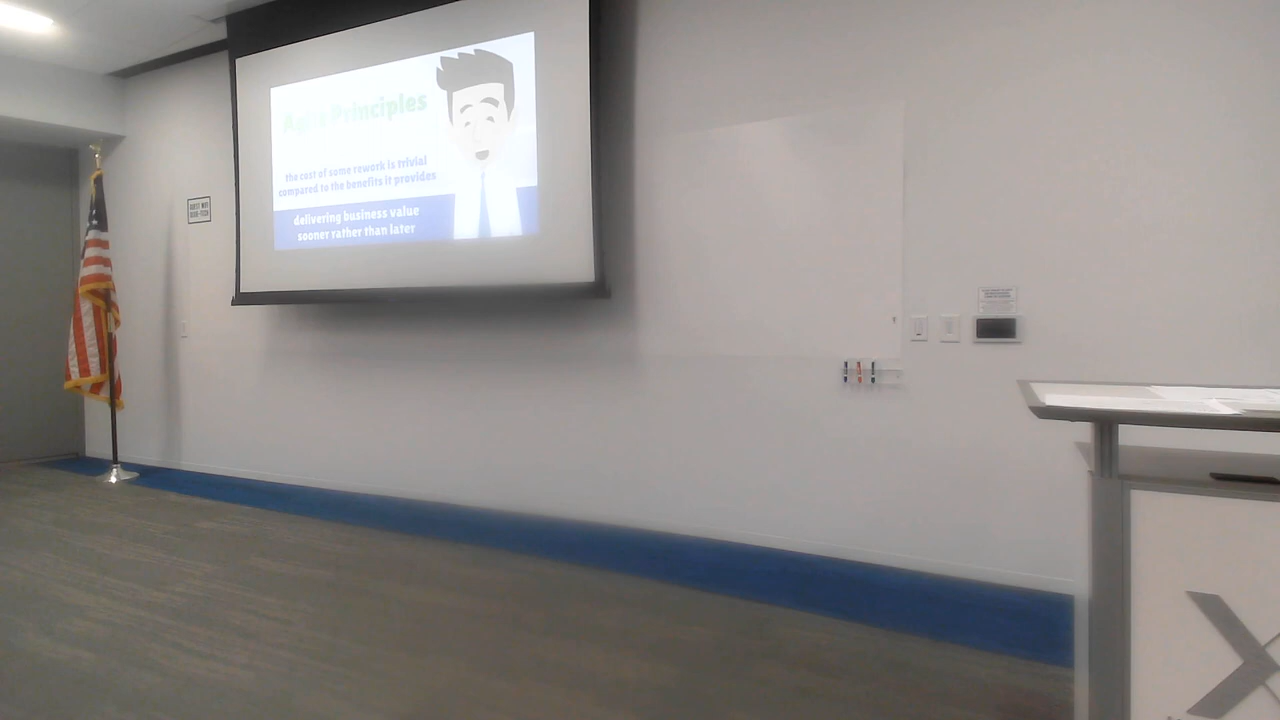 Agile Principles
the cost of some rework is trivial
compared to the benefits it provides
delivering business value
sooner rather than later
X